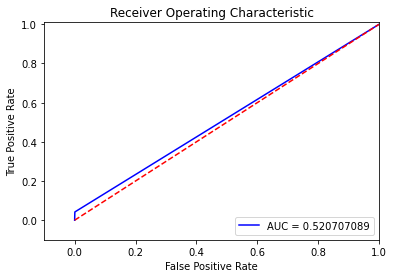 Receiver Operating Characteristic
1.0
0.8
0.6
0.4
0.2
0.0
True Positive Rate
AUC = 0.520707089
0.0 0.2 0.4 0.6 0.8 1.0
False Positive Rate